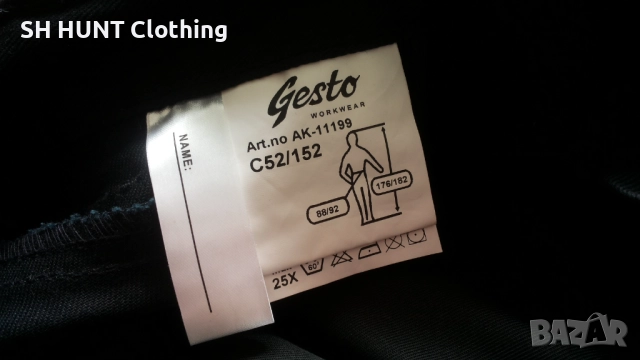 SH HUNT Clothing
Gesto
WORKWEAR
Art.no AK-11199
C52/152
NAME:
176/182
88/92
60°
25X
BAZAR